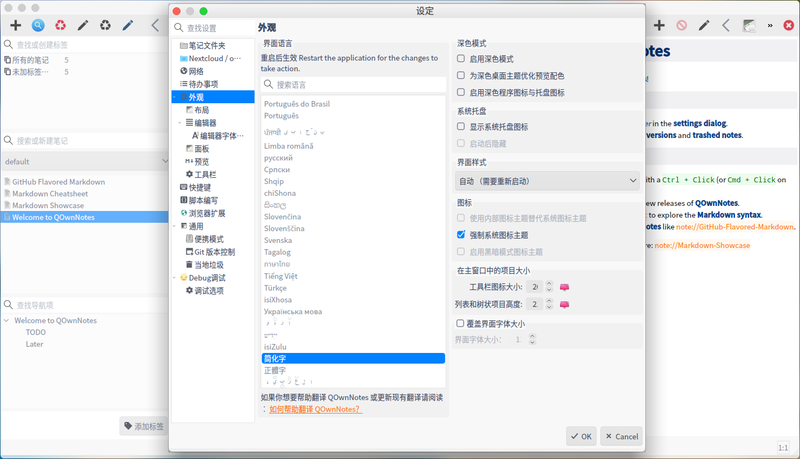 设定
查找或创建标签
所有的笔记 5
未加标签… 5
查找或新建笔记
default
GitHub Flavored Markdown
Markdown Cheatsheet
Markdown Showcase
Welcome to QOwnNotes
查找导航项
Welcome to QOwnNotes
TODO
Later
添加标签
查找设置
笔记文件夹
Nextcloud / o…
网络
待办事项
外观
布局
编辑器
编辑器字体…
面板
预览
工具栏
快捷键
脚本编写
浏览器扩展
通用
便携模式
Git 版本控制
当地垃圾
Debug调试
调试选项
外观
界面语言
重启后生效 Restart the application for the changes to
take action.
搜索语言
Português do Brasil
Português
Limba română
русский
Српски
Shqip
chiShona
සිංහල
Slovenčina
Slovenščina
Svenska
Tagalog
ภาษาไทย
Tiếng Việt
Türkçe
isiXhosa
Українська мова
isiZulu
简化字
正體字
如果你想要帮助翻译 QOwnNotes 或更新现有翻译请阅读
：如何帮助翻译 QOwnNotes?
深色模式
启用深色模式
为深色桌面主题优化预览配色
启用深色程序图标与托盘图标
系统托盘
显示系统托盘图标
启动后隐藏
界面样式
自动 （需要重新启动）
图标
使用内部图标主题替代系统图标主题
强制系统图标主题
启用黑暗模式图标主题
在主窗口中的项目大小
工具栏图标大小:
列表和树状项目高度:
覆盖界面字体大小
界面字体大小:
OK
Cancel
»
otes
er in the settings dialog.
versions and trashed notes.
with a Ctrl + Click (or Cmd + Click on
new releases of QOwnNotes.
to explore the Markdown syntax.
otes like note://GitHub-Flavored-Markdown.
re: note://Markdown-Showcase
1:1